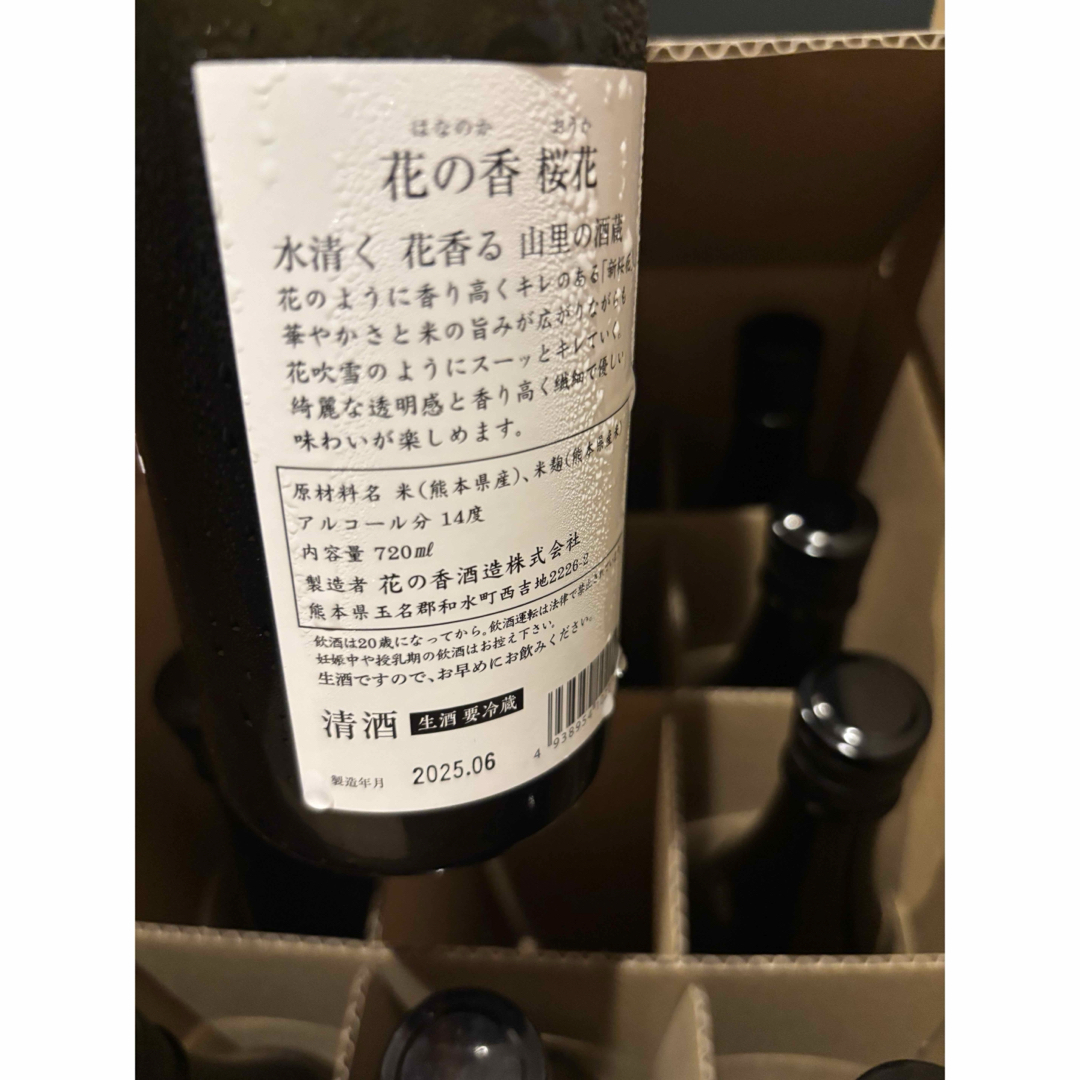 はなのか おうか
花の香 桜花
水清く 花香る 山里の酒蔵
花のように香り高くキレのある「新桜花」
華やかさと米の旨みが広がりながらも
花吹雪のようにスーッとキレていく。
綺麗な透明感と香り高く繊細で優しい
味わいが楽しめます。
原材料名 米(熊本県産)、米麹(熊本県産米)
アルコール分 14度
内容量 720㎖
製造者 花の香酒造株式会社
熊本県玉名郡和水町西吉地2226-2
飲酒は20歳になってから。飲酒運転は法律で禁止され
妊娠中や授乳期の飲酒はお控え下さい。
生酒ですので、お早めにお飲みください。
清酒 生酒 要冷蔵
4 938954
製造年月 2025.06